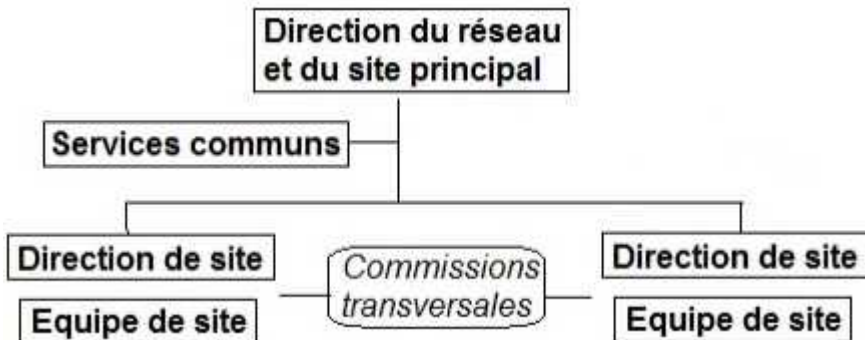 Direction du réseau
et du site principal
Services communs
Direction de site
Commissions
transversales
Direction de site
Equipe de site
Equipe de site